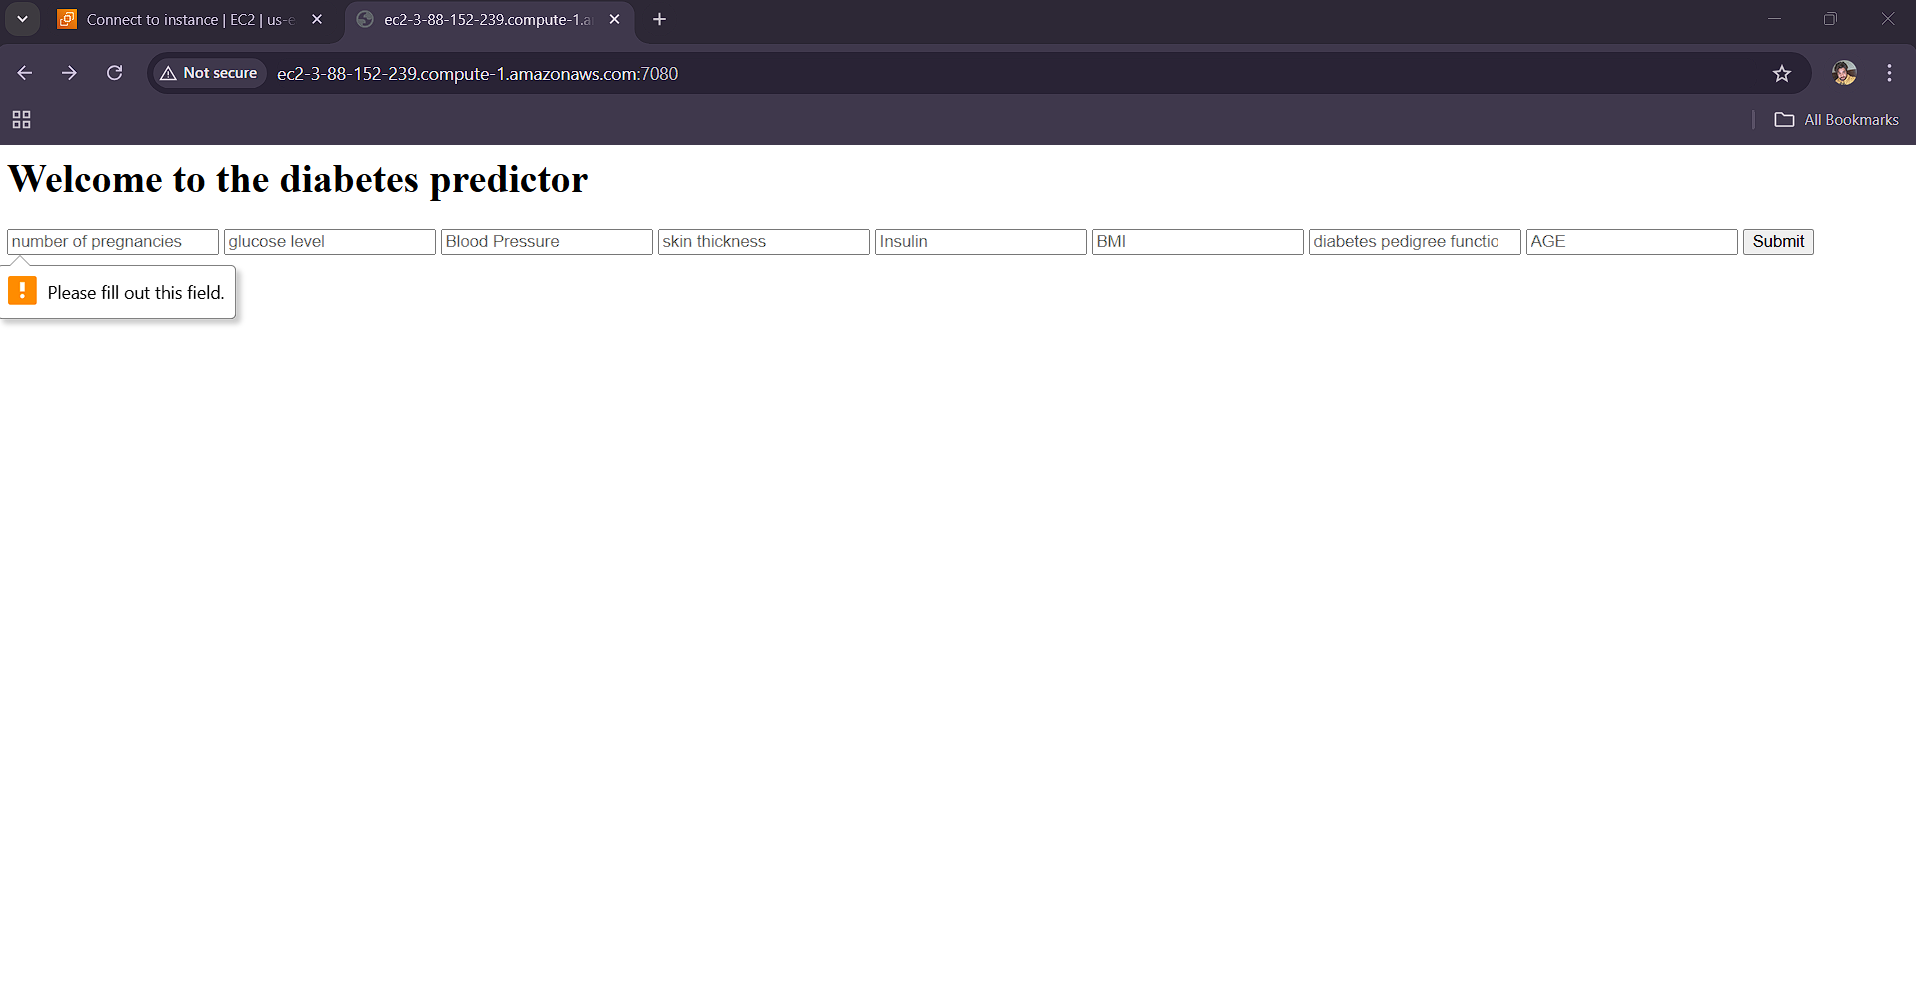 Connect to instance | EC2 | us-e
ec2-3-88-152-239.compute-1.a
Not secure
ec2-3-88-152-239.compute-1.amazonaws.com:7080
All Bookmarks
Welcome to the diabetes predictor
number of pregnancies glucose level Blood Pressure skin thickness Insulin BMI diabetes pedigree functic AGE Submit
Please fill out this field.